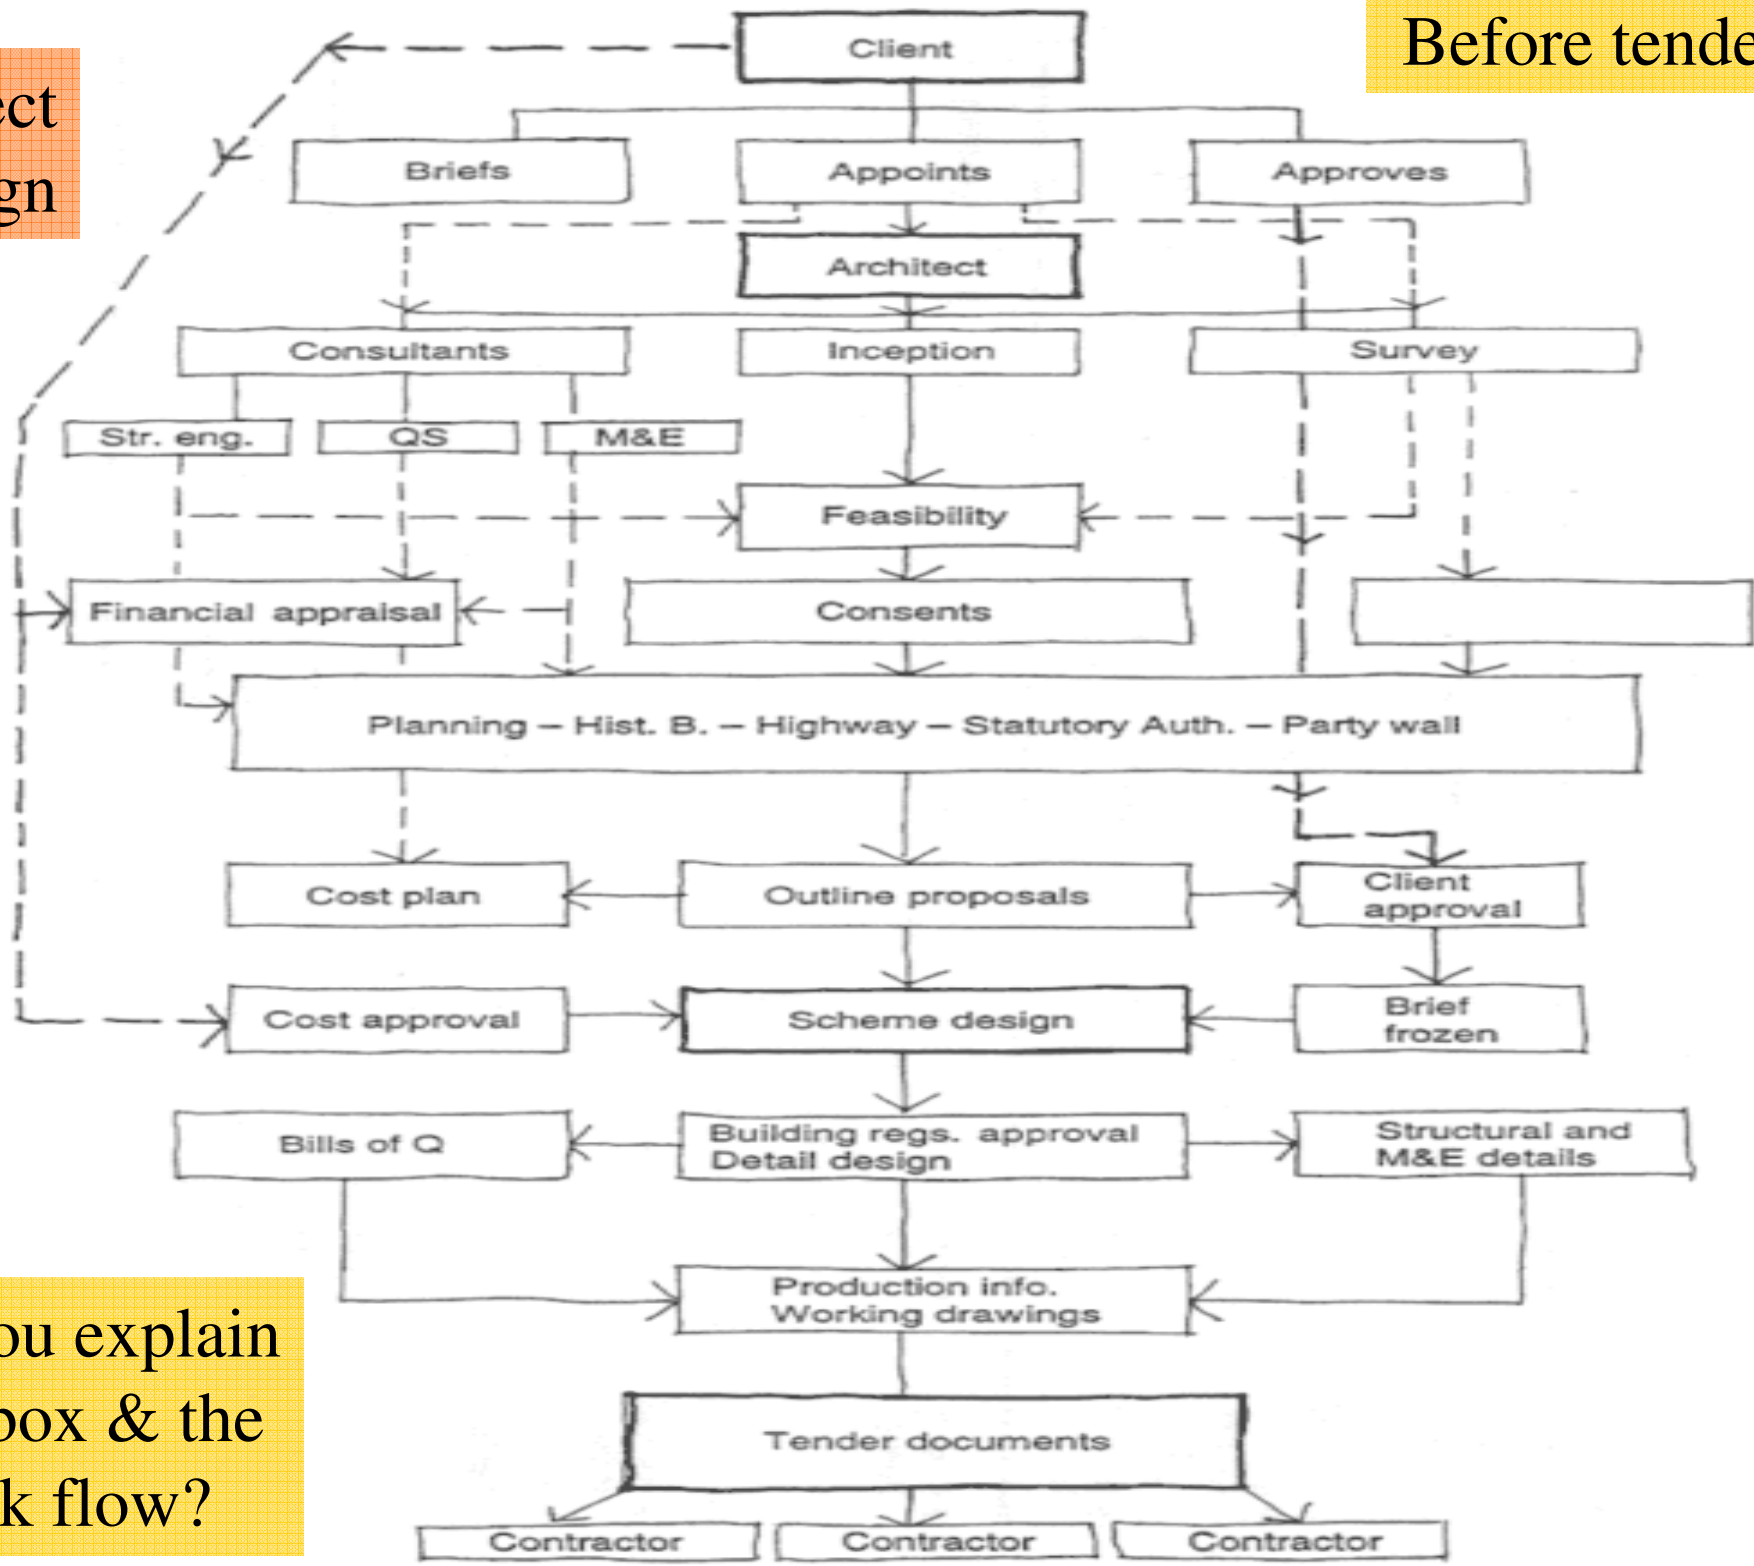 Client
Before tende
ect
gn
Briefs
Appoints
Approves
Architect
Consultants
Inception
Survey
Str. eng.
QS
M&E
Feasibility
Financial appraisal
Consents
Planning – Hist. B. – Highway – Statutory Auth. – Party wall
Cost plan
Outline proposals
Client
approval
Cost approval
Scheme design
Brief
frozen
Bills of Q
Building regs. approval
Detail design
Structural and
M&E details
Production info.
Working drawings
ou explain
box & the
k flow?
Tender documents
Contractor
Contractor
Contractor